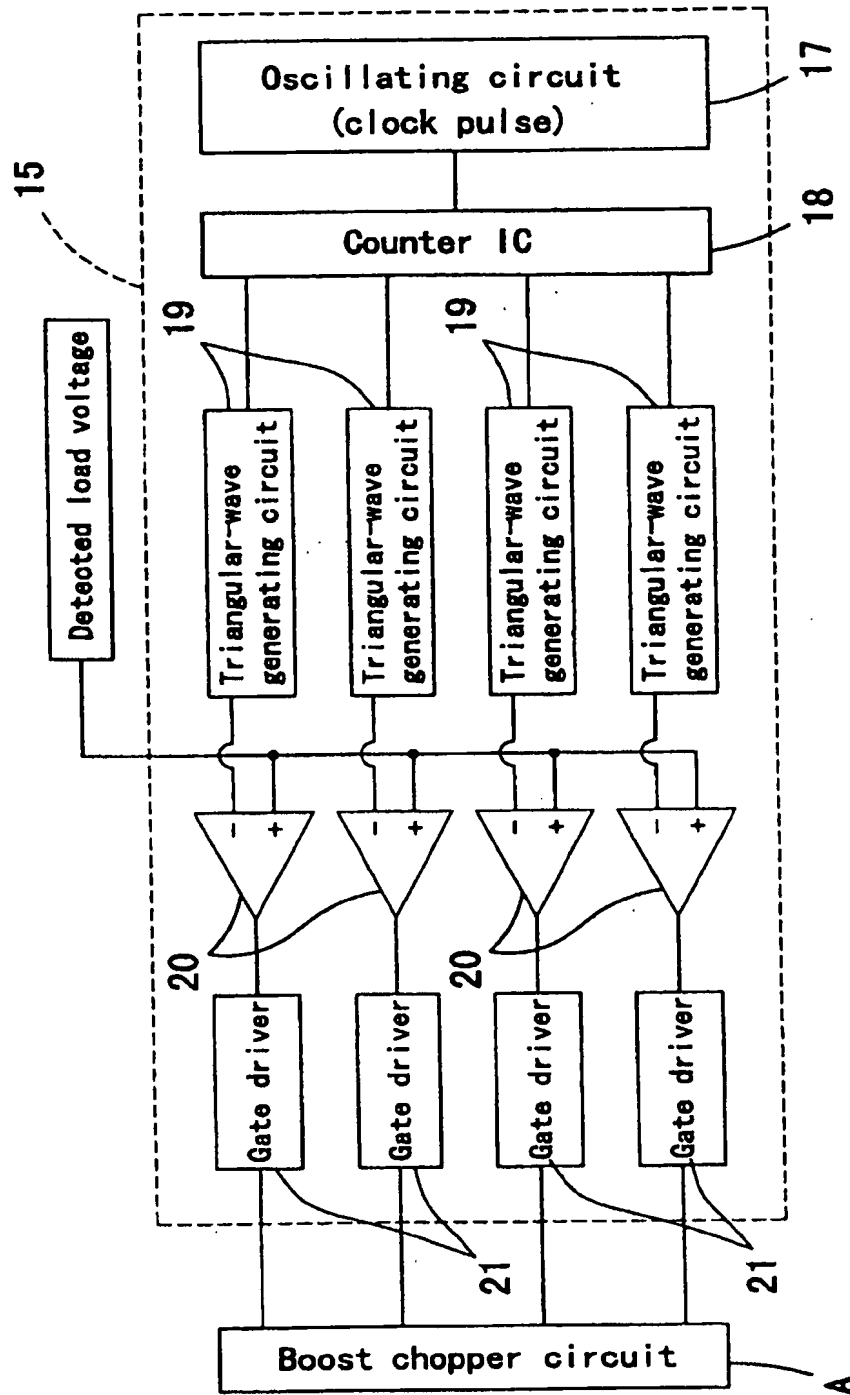 15
Detected load voltage
Oscillating circuit
(clock pulse)
17
Counter IC
18
19
19
Triangular-wave
generating circuit
Triangular-wave
generating circuit
Triangular-wave
generating circuit
Triangular-wave
generating circuit
-
+
-
+
-
+
-
+
20
20
Gate driver
Gate driver
Gate driver
Gate driver
21
21
Boost chopper circuit
A